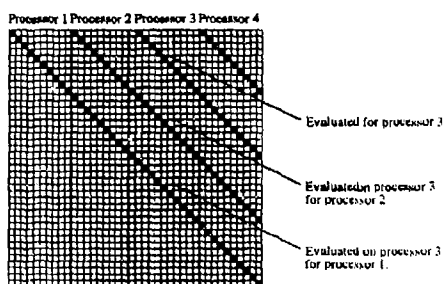 Processor 1 Processor 2 Processor 3 Processor 4
Evaluated for processor 3
Evaluated on processor 3
for processor 2
Evaluated on processor 3
for processor 1.